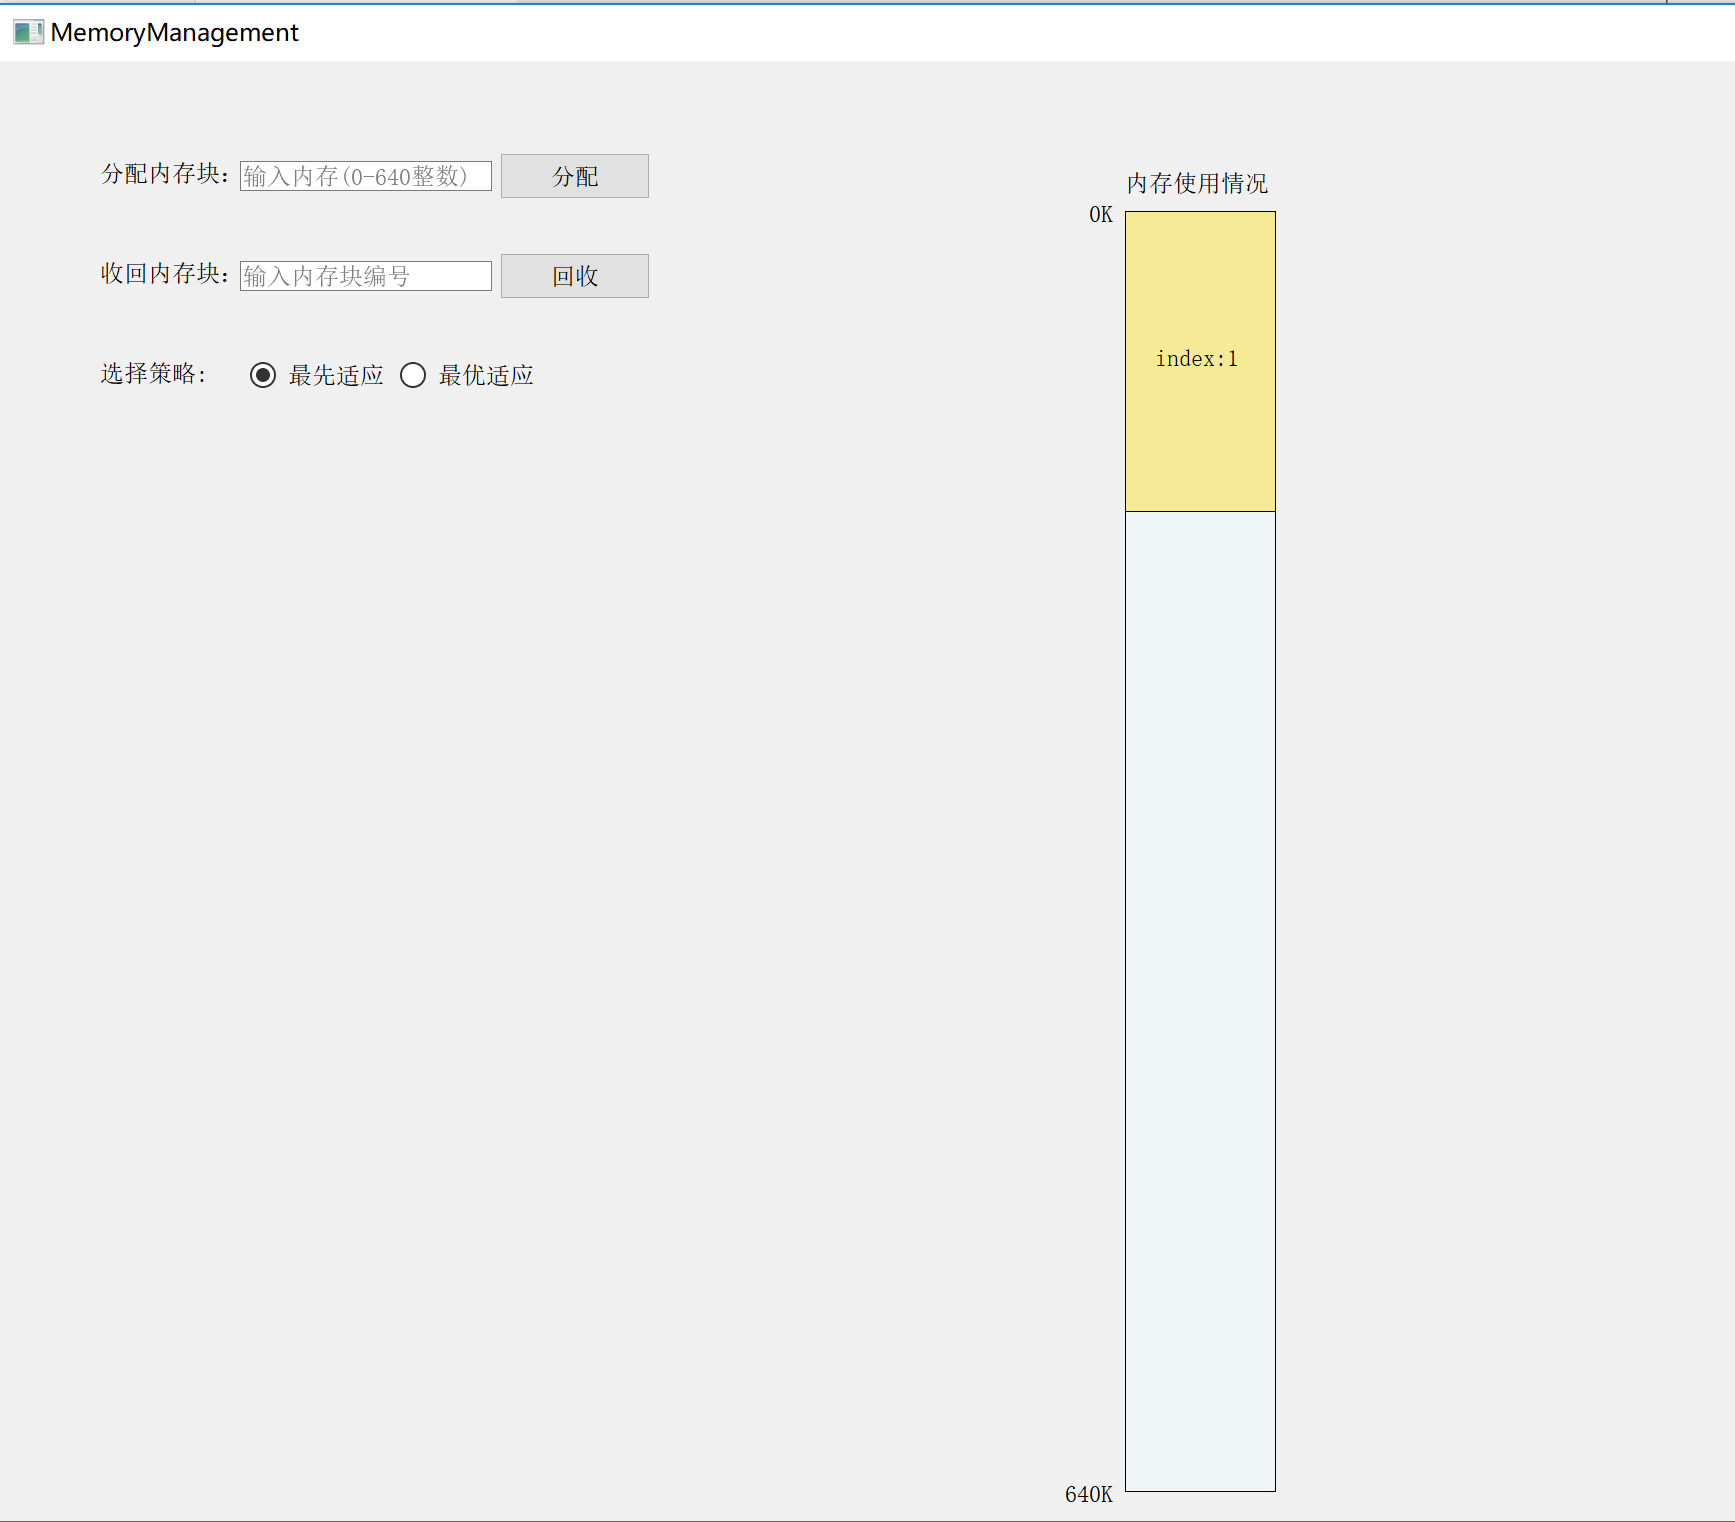 MemoryManagement
分配内存块：
输入内存(0-640整数)
分配
收回内存块：
输入内存块编号
回收
选择策略：
最先适应
最优适应
内存使用情况
0K
index:1
640K